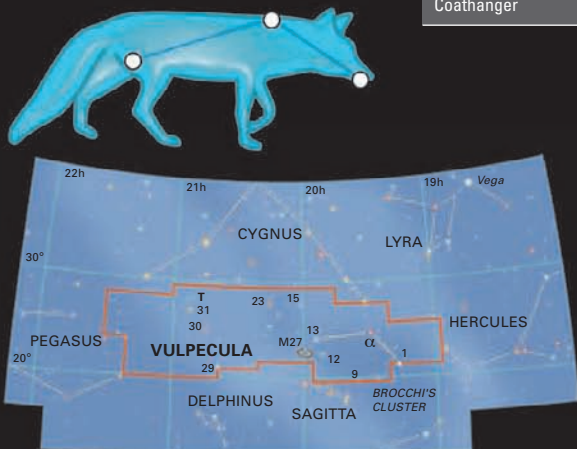 Coathanger
22h
21h
20h
19h
Vega
CYGNUS
LYRA
30°
T
31
23
15
HERCULES
30
13
PEGASUS
VULPECULA
M27
α
20°
12
1
29
9
BROCCHI'S
CLUSTER
DELPHINUS
SAGITTA